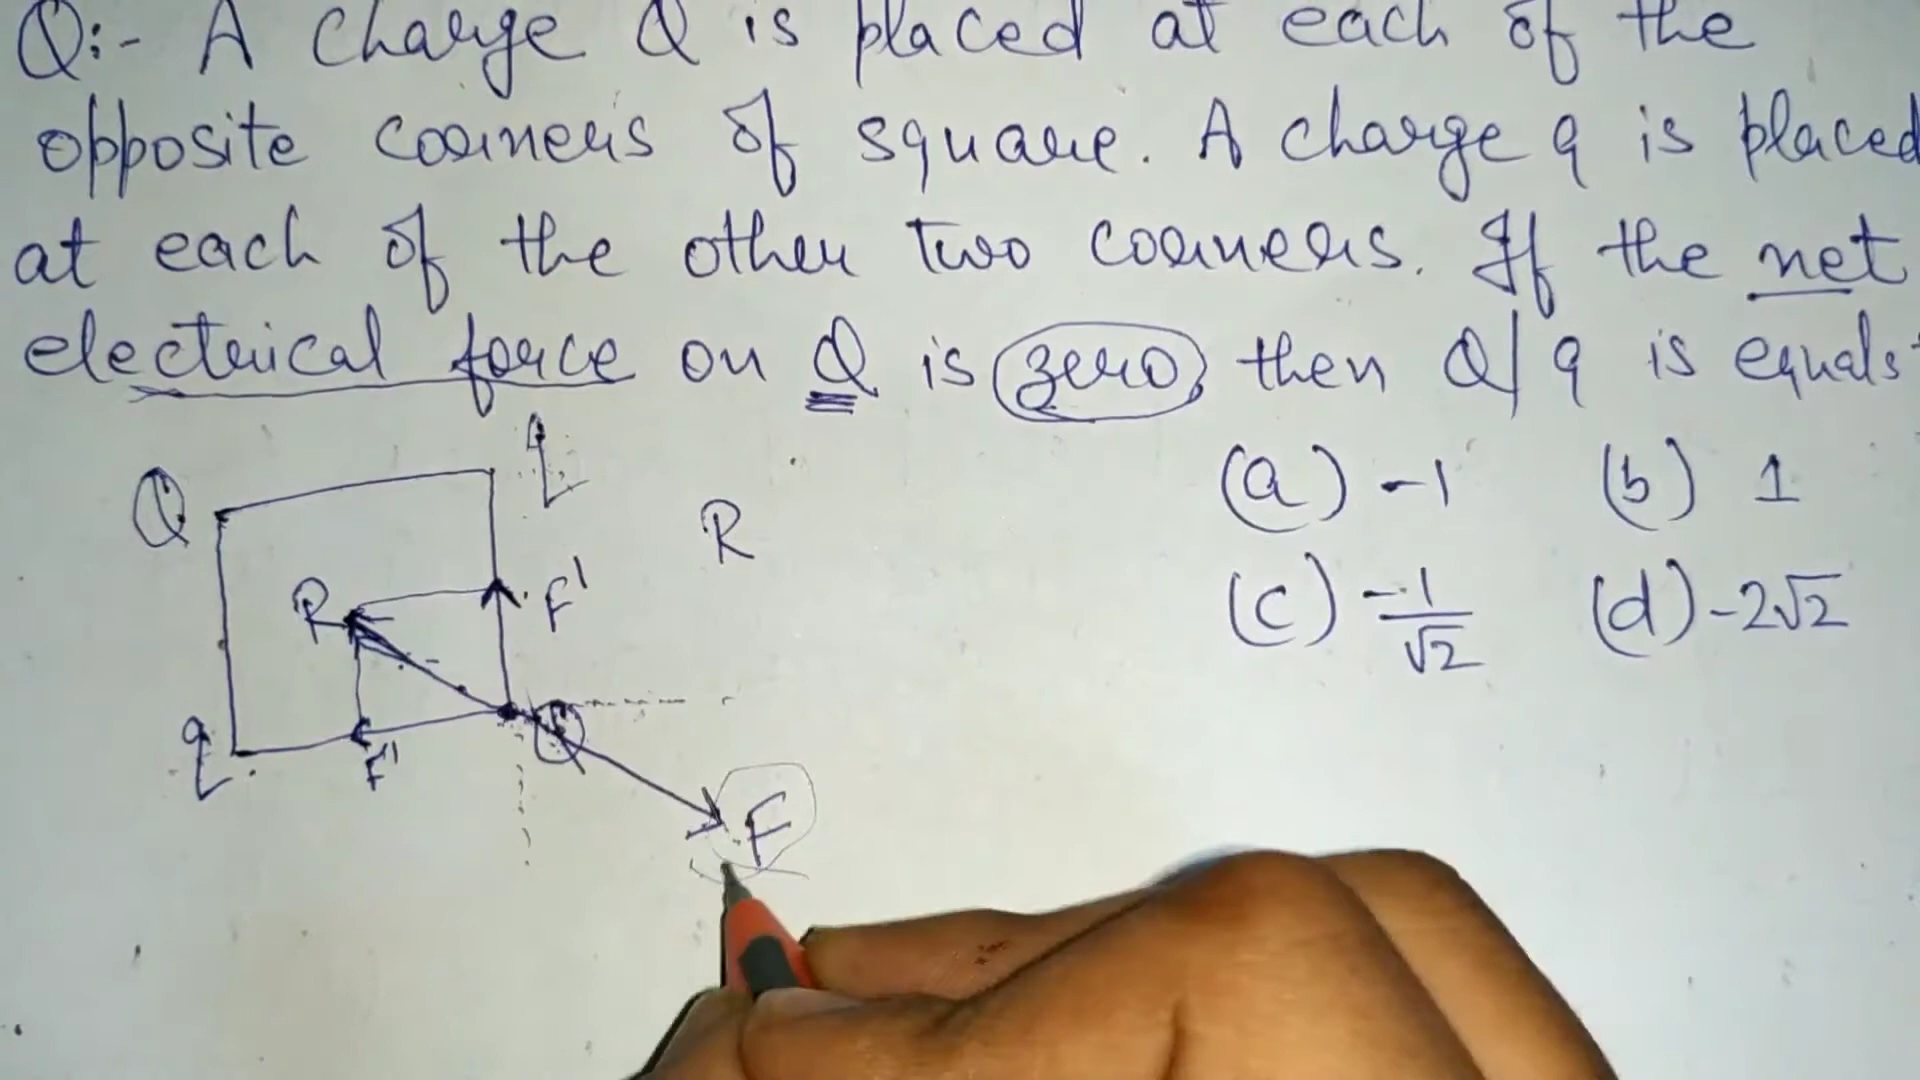 Q:- A charge Q is placed at each of the
opposite corners of square. A charge q is placed
at each of the other two corners. If the net
electrical force on Q is zero, then Q/q is equals
q
Q
(a) -1 (b) 1
R
R
F'
(c) -1/√2 (d) -2√2
q
F'
Q
F